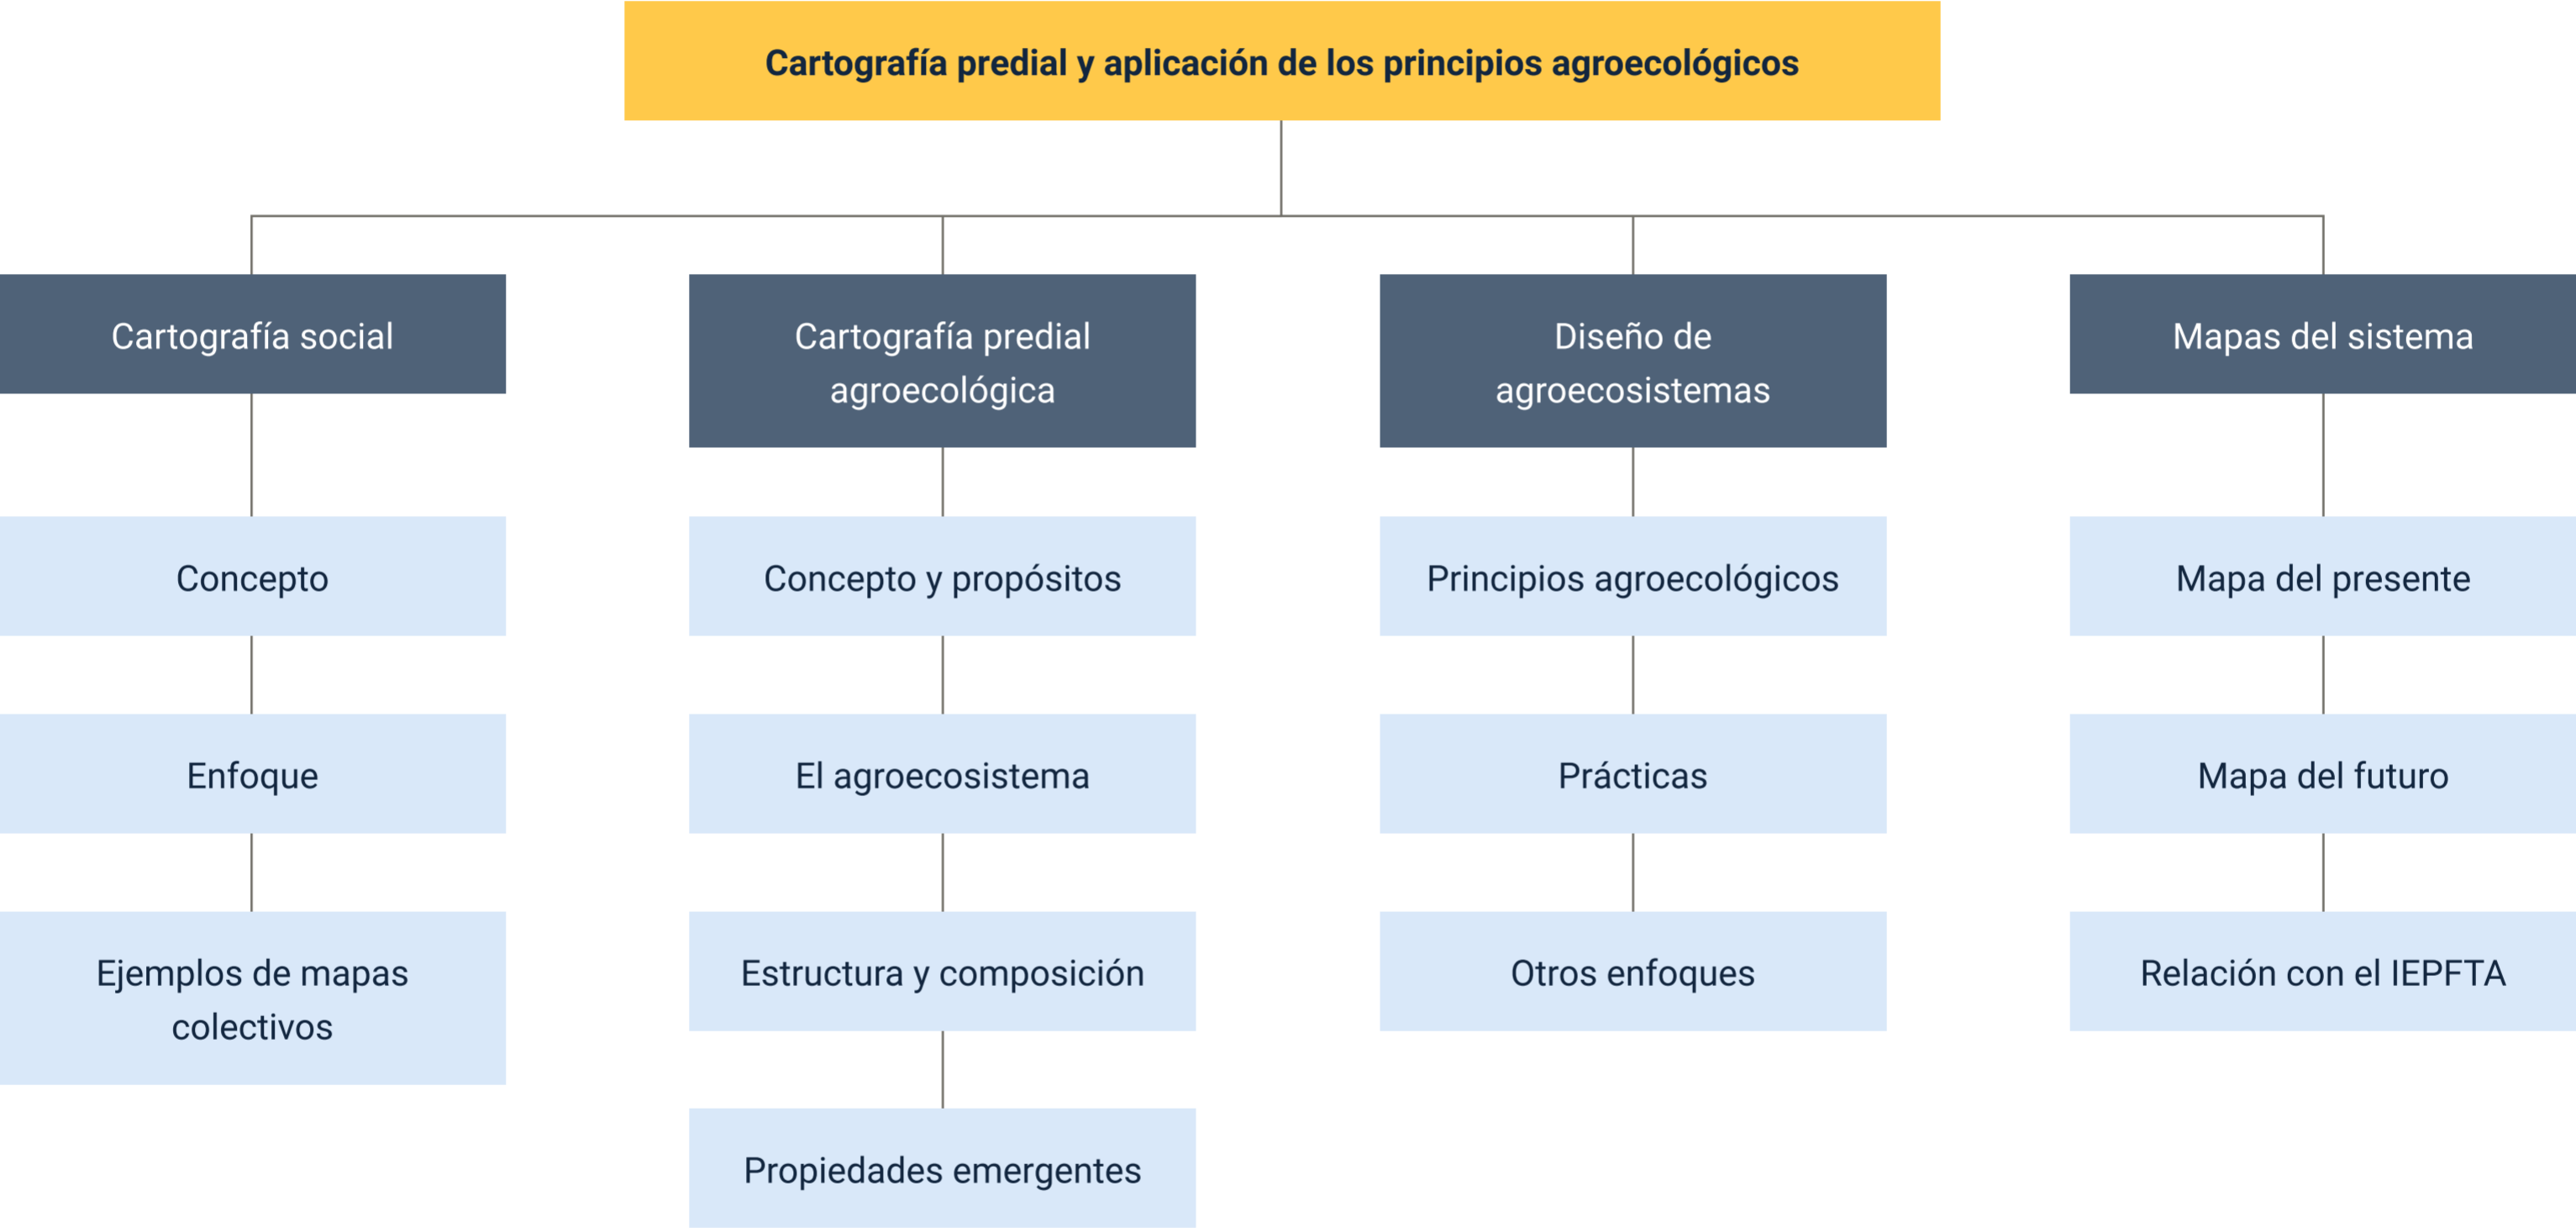 Cartografía predial y aplicación de los principios agroecológicos
Cartografía social
Concepto
Enfoque
Ejemplos de mapas
colectivos
Cartografía predial
agroecológica
Concepto y propósitos
El agroecosistema
Estructura y composición
Propiedades emergentes
Diseño de
agroecosistemas
Principios agroecológicos
Prácticas
Otros enfoques
Mapas del sistema
Mapa del presente
Mapa del futuro
Relación con el IEPFTA